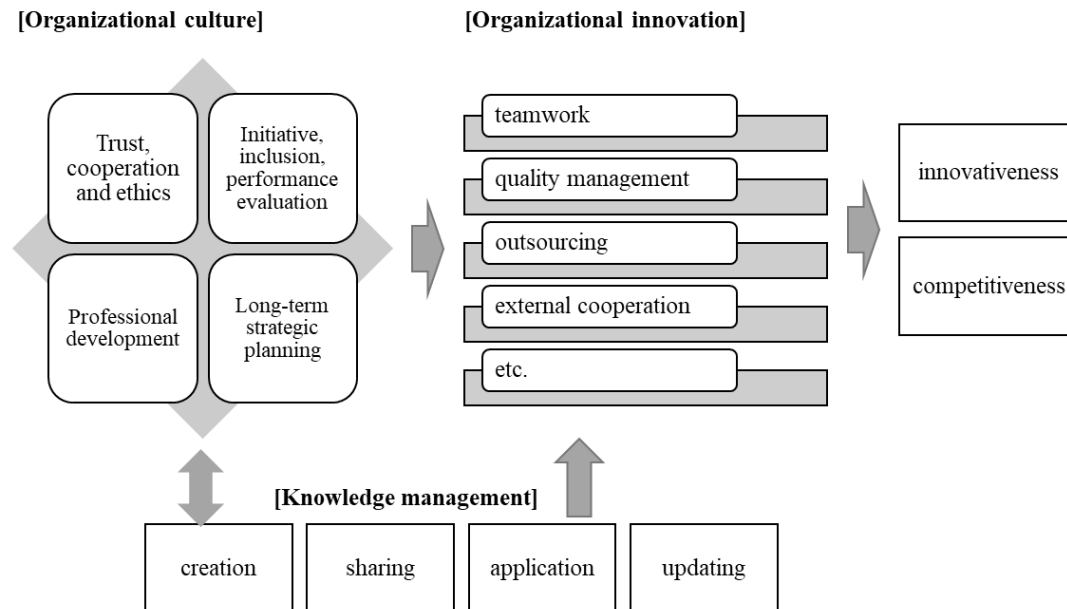 [Organizational culture]
Trust,
cooperation
and ethics
Initiative,
inclusion,
performance
evaluation
Professional
development
Long-term
strategic
planning
[Organizational innovation]
teamwork
quality management
outsourcing
external cooperation
etc.
innovativeness
competitiveness
[Knowledge management]
creation
sharing
application
updating